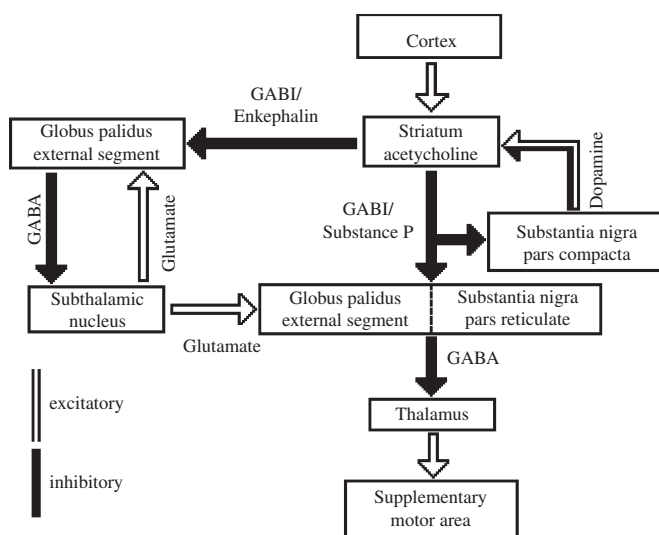 Cortex
GABI/
Enkephalin
Globus palidus
external segment
Striatum
acetycholine
Dopamine
GABA
Glutamate
GABI/
Substance P
Substantia nigra
pars compacta
Subthalamic
nucleus
Globus palidus
external segment
Substantia nigra
pars reticulate
Glutamate
GABA
excitatory
Thalamus
inhibitory
Supplementary
motor area